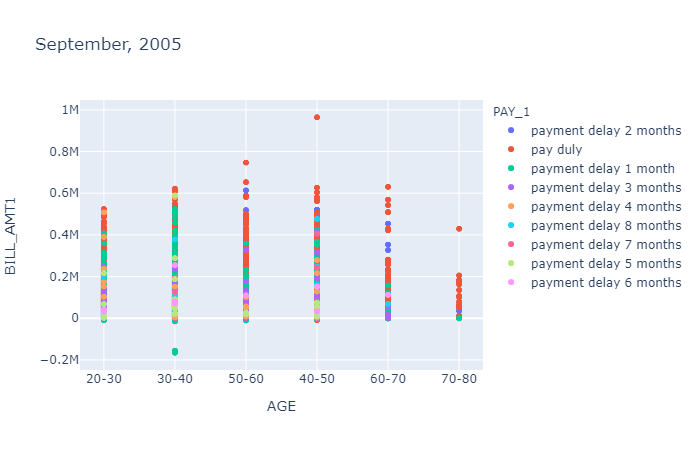 September, 2005
PAY_1
payment delay 2 months
pay duly
payment delay 1 month
payment delay 3 months
payment delay 4 months
payment delay 8 months
payment delay 7 months
payment delay 5 months
payment delay 6 months
BILL_AMT1
1M
0.8M
0.6M
0.4M
0.2M
0
−0.2M
20-30 30-40 50-60 40-50 60-70 70-80
AGE